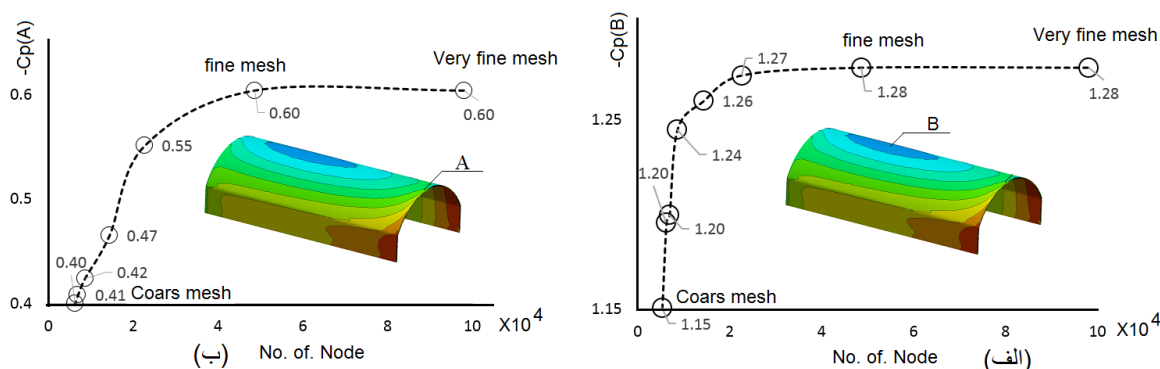 -Cp(A)
0.6
0.5
0.4
fine mesh
Very fine mesh
0.60
0.60
0.55
0.47
0.42
0.40
0.41
Coars mesh
A
0
2
4
6
8
10
X10^4
(ب)
No. of. Node
-Cp(B)
1.25
1.15
fine mesh
Very fine mesh
1.27
1.28
1.28
1.26
1.24
1.20
1.20
1.15
Coars mesh
B
0
2
4
6
8
10
X10^4
No. of. Node
(الف)